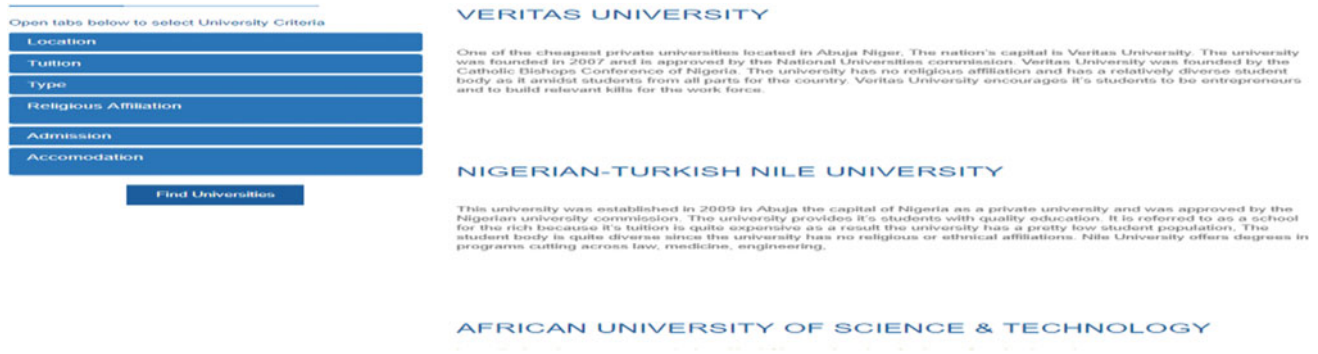 Open tabs below to select University Criteria
Location
Tuition
Type
Religious Affiliation
Admission
Accomodation
Find Universities
VERITAS UNIVERSITY
One of the cheapest private universities located in Abuja Niger, The nation's capital is Veritas University. The university
was founded in 2007 and is approved by the National Universities commission. Veritas University was founded by the
Catholic Bishops Conference of Nigeria. The university has no religious affiliation and has a relatively diverse student
body as it amidst students from all parts for the country. Veritas University encourages it's students to be entrepreneurs
and to build relevant kills for the work force.
NIGERIAN-TURKISH NILE UNIVERSITY
This university was established in 2009 in Abuja the capital of Nigeria as a private university and was approved by the
Nigerian university commission. The university provides it's students with quality education. It is referred to as a school
for the rich because it's tuition is quite expensive as a result the university has a pretty low student population, The
student body is quite diverse since the university has no religious or ethnical affiliations. Nile University offers degrees in
programs cutting across law, medicine, engineering,
AFRICAN UNIVERSITY OF SCIENCE & TECHNOLOGY